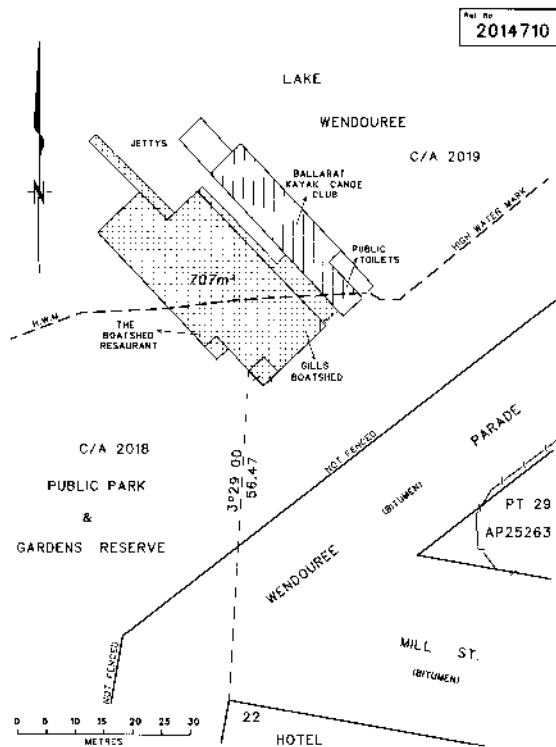 Ref No
2014710
LAKE
WENDOUREE
C/A 2019
JETTYS
BALLARAT
KAYAK CANOE
CLUB
HIGH WATER MARK
PUBLIC
TOILETS
707m²
N
H.W.M.
THE
BOATSHED
RESAURANT
GILLS
BOATSHED
C/A 2018
PUBLIC PARK
&
GARDENS RESERVE
3°29'00
56.47
NOT FENCED
PARADE
(BITUMEN)
WENDOUREE
PT 29
AP25263
NOT FENCED
MILL ST.
(BITUMEN)
22
HOTEL
0 5 10 15 20 25 30
METRES